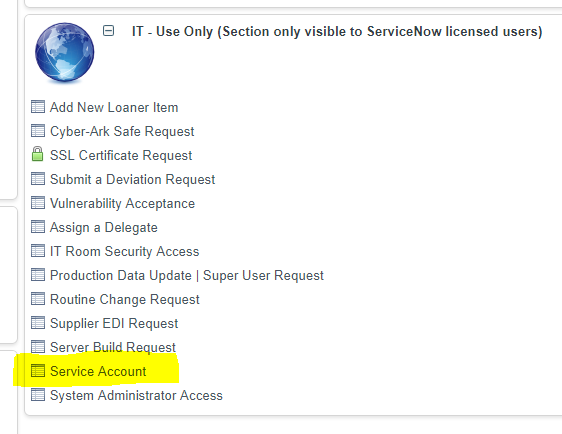 IT - Use Only (Section only visible to ServiceNow licensed users)
Add New Loaner Item
Cyber-Ark Safe Request
SSL Certificate Request
Submit a Deviation Request
Vulnerability Acceptance
Assign a Delegate
IT Room Security Access
Production Data Update | Super User Request
Routine Change Request
Supplier EDI Request
Server Build Request
Service Account
System Administrator Access